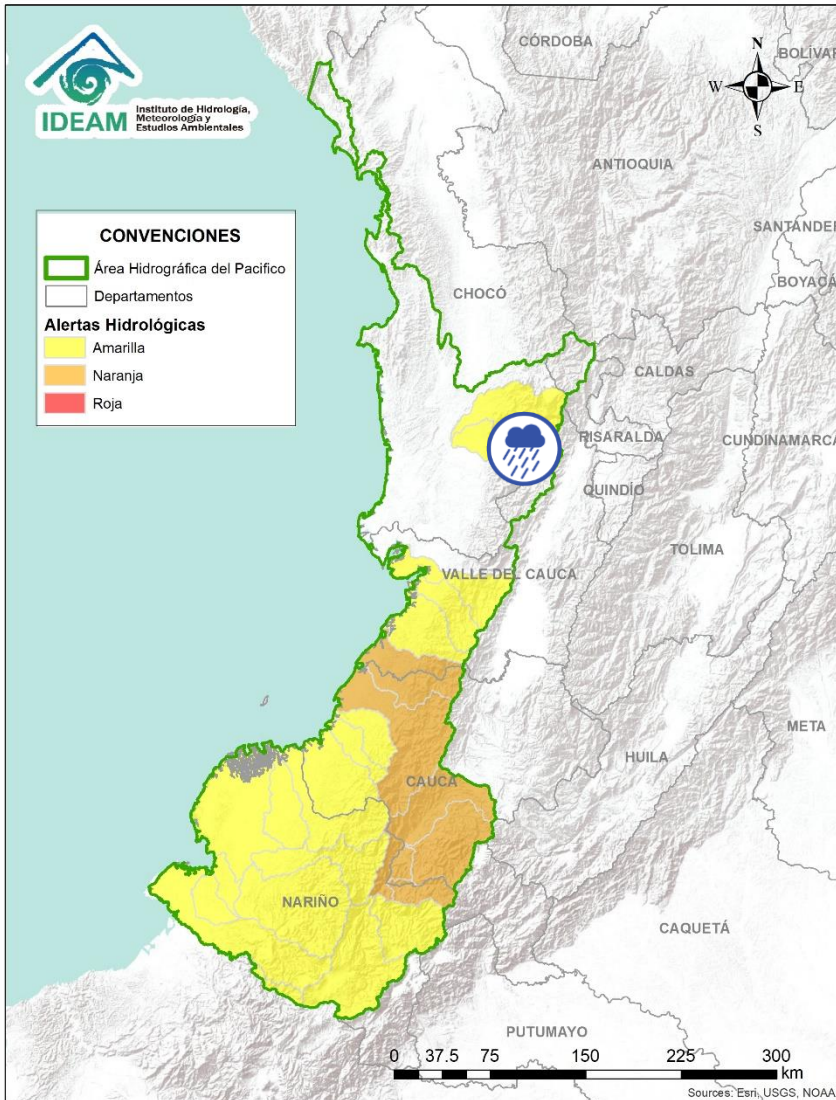 IDEAM
Instituto de Hidrología,
Meteorología y
Estudios Ambientales
CONVENCIONES
Área Hidrográfica del Pacifico
Departamentos
Alertas Hidrológicas
Amarilla
Naranja
Roja
N
W E
S
CÓRDOBA
BOLÍVAR
ANTIOQUIA
SANTANDER
BOYACÁ
CHOCÓ
CALDAS
RISARALDA
CUNDINAMARCA
QUINDÍO
TOLIMA
VALLE DEL CAUCA
META
HUILA
CAUCA
NARIÑO
CAQUETÁ
PUTUMAYO
0 37.5 75 150 225 300
km
Sources: Esri, USGS, NOAA